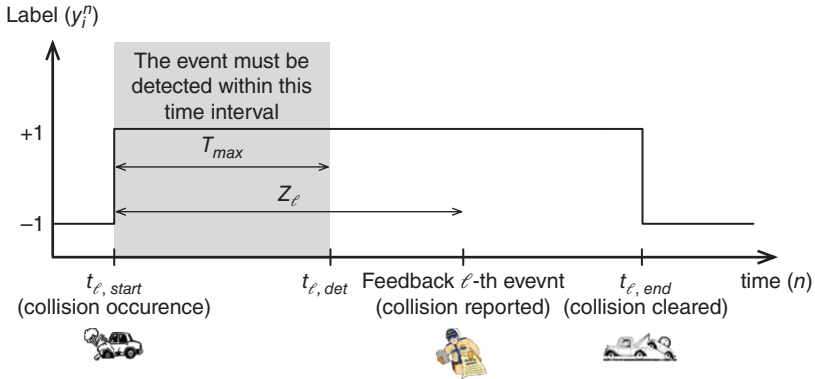 Label (yᵢⁿ)
The event must be
detected within this
time interval
+1
T_max
Z_ℓ
−1
t_ℓ, start
t_ℓ, det
Feedback ℓ-th evevnt
t_ℓ, end
time (n)
(collision occurence)
(collision reported)
(collision cleared)